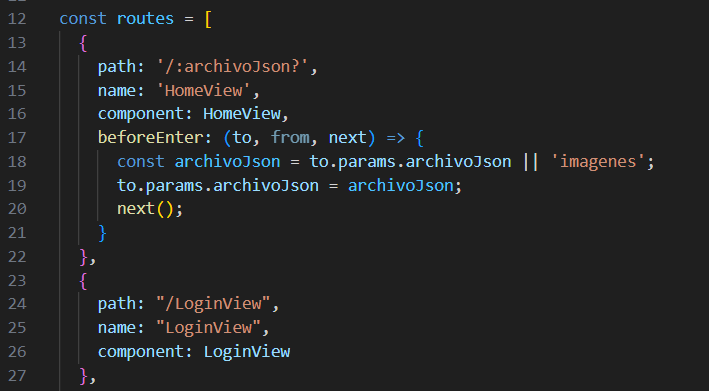 12 const routes = [
13 {
14 path: '/:archivoJson?',
15 name: 'HomeView',
16 component: HomeView,
17 beforeEnter: (to, from, next) => {
18 const archivoJson = to.params.archivoJson || 'imagenes';
19 to.params.archivoJson = archivoJson;
20 next();
21 }
22 },
23 {
24 path: "/LoginView",
25 name: "LoginView",
26 component: LoginView
27 },